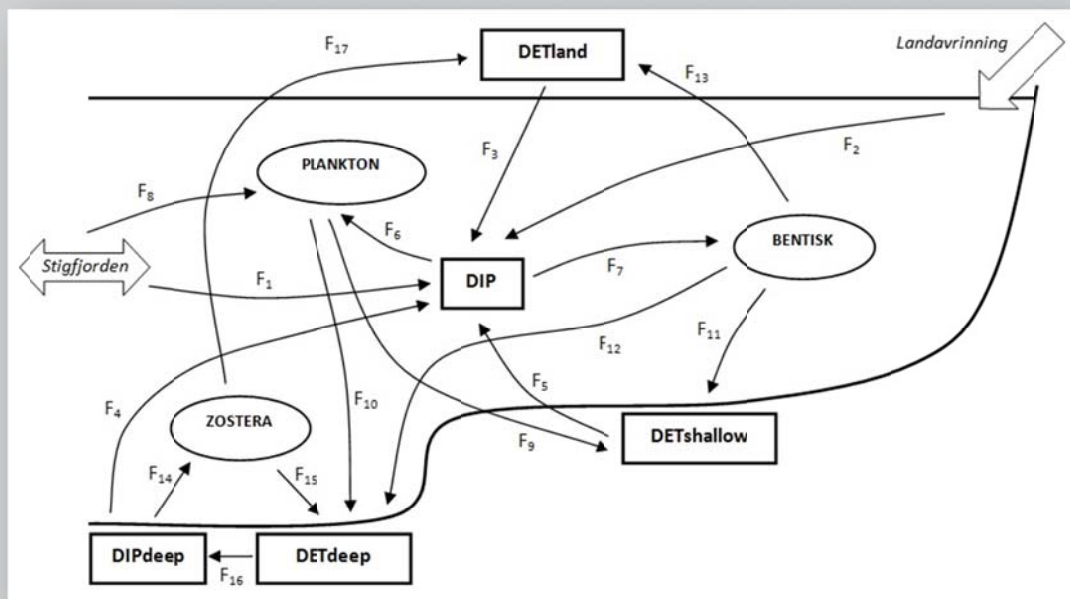 F17
DETland
Landavrinning
F13
F3
F2
PLANKTON
F8
F6
BENTISK
Stigfjorden
F7
F1
DIP
F11
F12
F4
F10
F5
ZOSTERA
F9
DETshallow
F14
F15
DIPdeep
DETdeep
F16